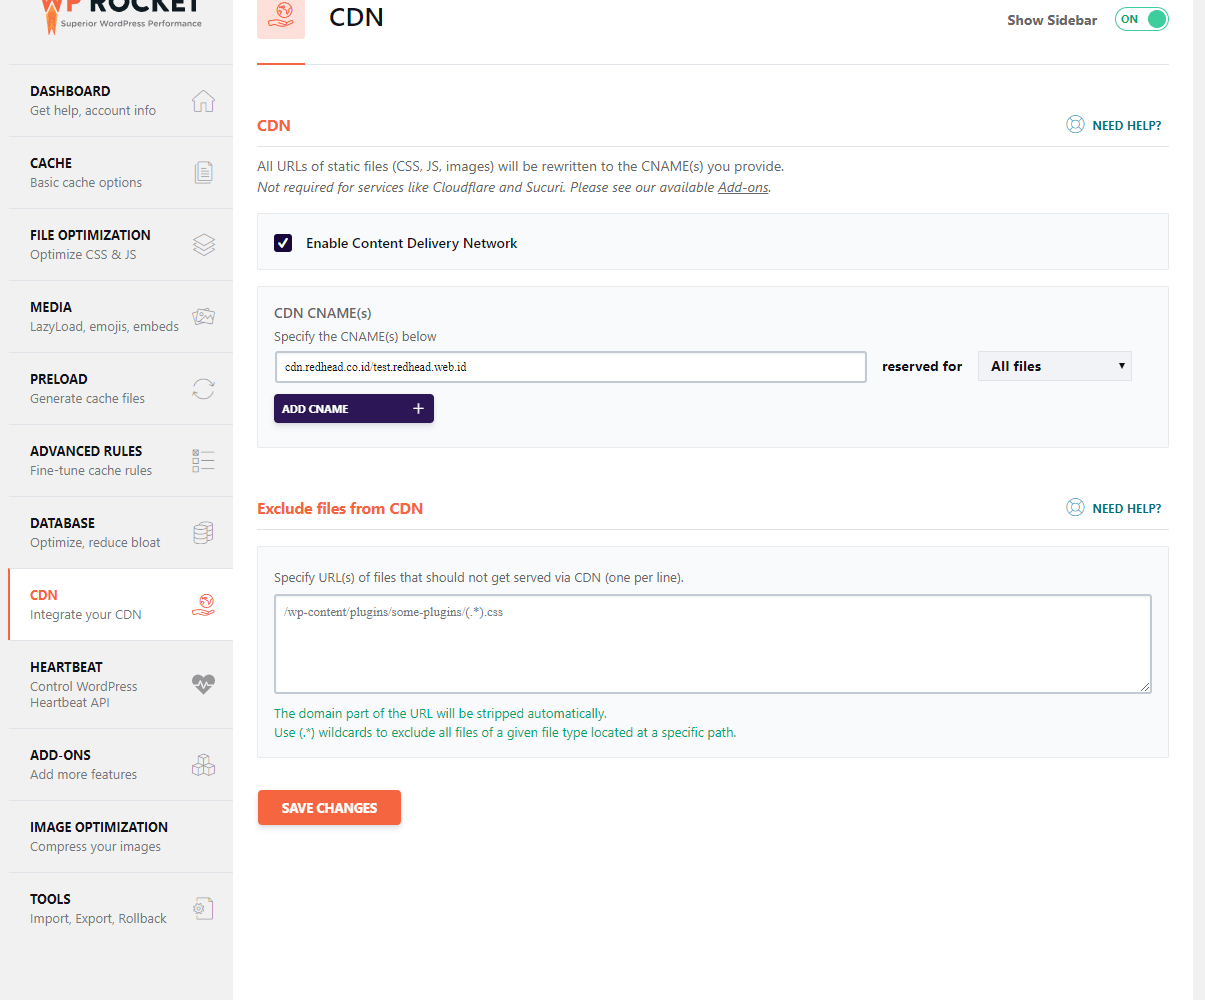 WP ROCKET
Superior WordPress Performance
DASHBOARD
Get help, account info
CACHE
Basic cache options
FILE OPTIMIZATION
Optimize CSS & JS
MEDIA
LazyLoad, emojis, embeds
PRELOAD
Generate cache files
ADVANCED RULES
Fine-tune cache rules
DATABASE
Optimize, reduce bloat
CDN
Integrate your CDN
HEARTBEAT
Control WordPress
Heartbeat API
ADD-ONS
Add more features
IMAGE OPTIMIZATION
Compress your images
TOOLS
Import, Export, Rollback
CDN
Show Sidebar ON
CDN
NEED HELP?
All URLs of static files (CSS, JS, images) will be rewritten to the CNAME(s) you provide.
Not required for services like Cloudflare and Sucuri. Please see our available Add-ons.
Enable Content Delivery Network
CDN CNAME(s)
Specify the CNAME(s) below
cdn.redhead.co.id/test.redhead.web.id reserved for All files
ADD CNAME +
Exclude files from CDN
NEED HELP?
Specify URL(s) of files that should not get served via CDN (one per line).
/wp-content/plugins/some-plugins/(.*).css
The domain part of the URL will be stripped automatically.
Use (.*) wildcards to exclude all files of a given file type located at a specific path.
SAVE CHANGES